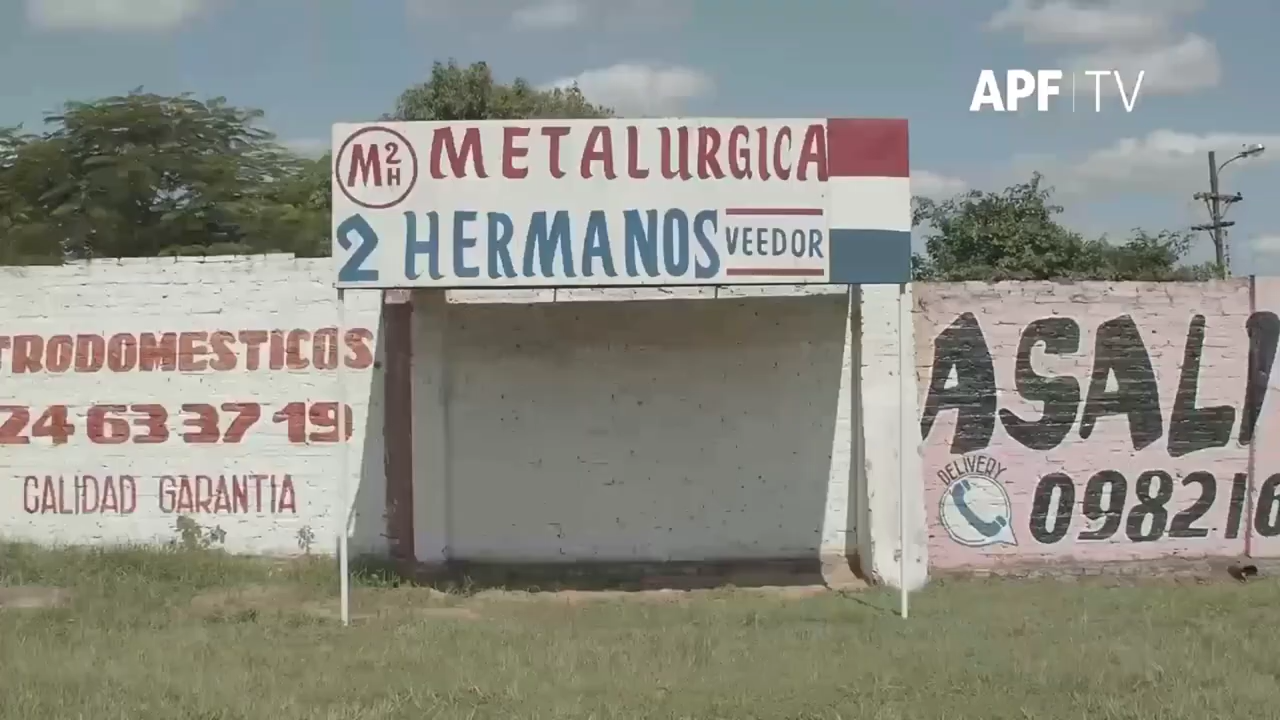 APF | TV
M2H METALURGICA
2 HERMANOS VEEDOR
TRODOMESTICOS
24 63 37 19
CALIDAD GARANTIA
ASALI
DELIVERY
098216